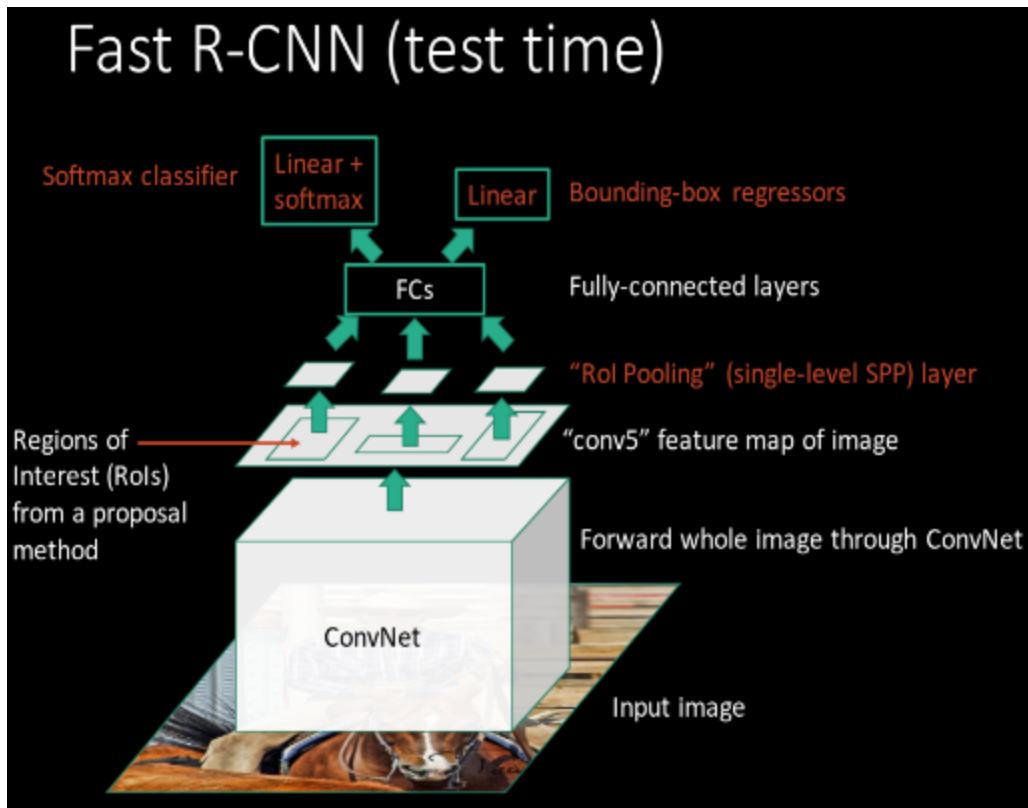 Fast R-CNN (test time)
Softmax classifier
Linear +
softmax
Linear
Bounding-box regressors
FCs
Fully-connected layers
“RoI Pooling” (single-level SPP) layer
Regions of
Interest (RoIs)
from a proposal
method
“conv5” feature map of image
Forward whole image through ConvNet
ConvNet
Input image